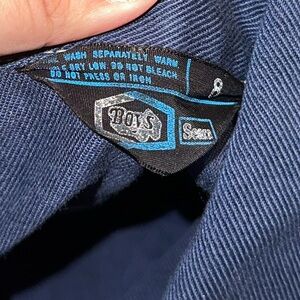 WASH SEPARATELY WARM.
DRY LOW. DO NOT BLEACH.
DO NOT PRESS OR IRON
8
BOYS
Sears